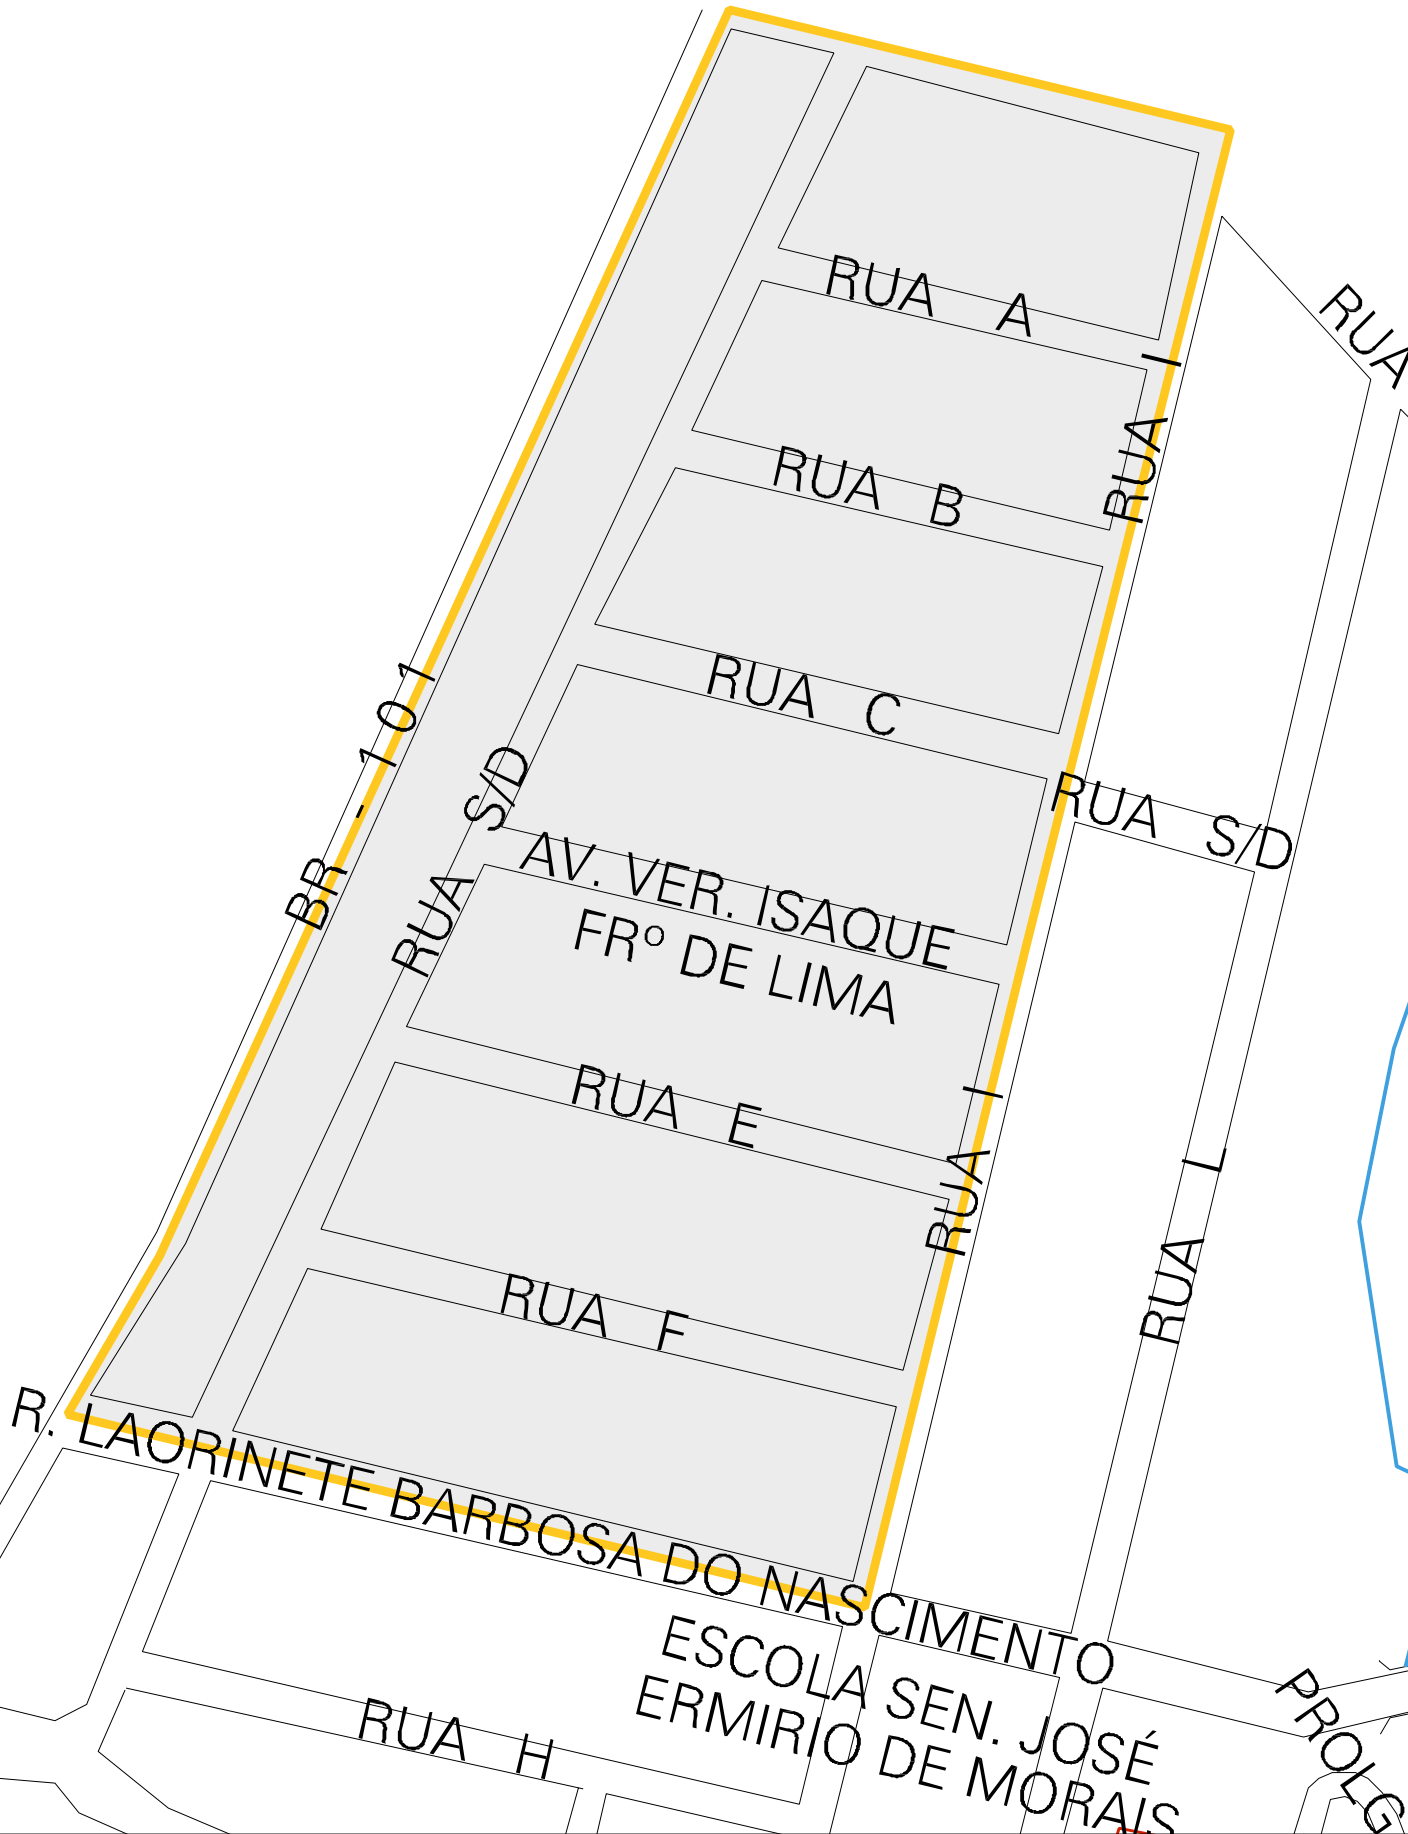 RUA A
RUA I
RUA
RUA B
RUA C
BR - 101
RUA S/D
RUA S/D
AV. VER. ISAQUE
FRº DE LIMA
RUA E
RUA I
RUA L
RUA F
R. LAORINETE BARBOSA DO NASCIMENTO
ESCOLA SEN. JOSÉ
ERMIRIO DE MORAIS
RUA H
PROLG